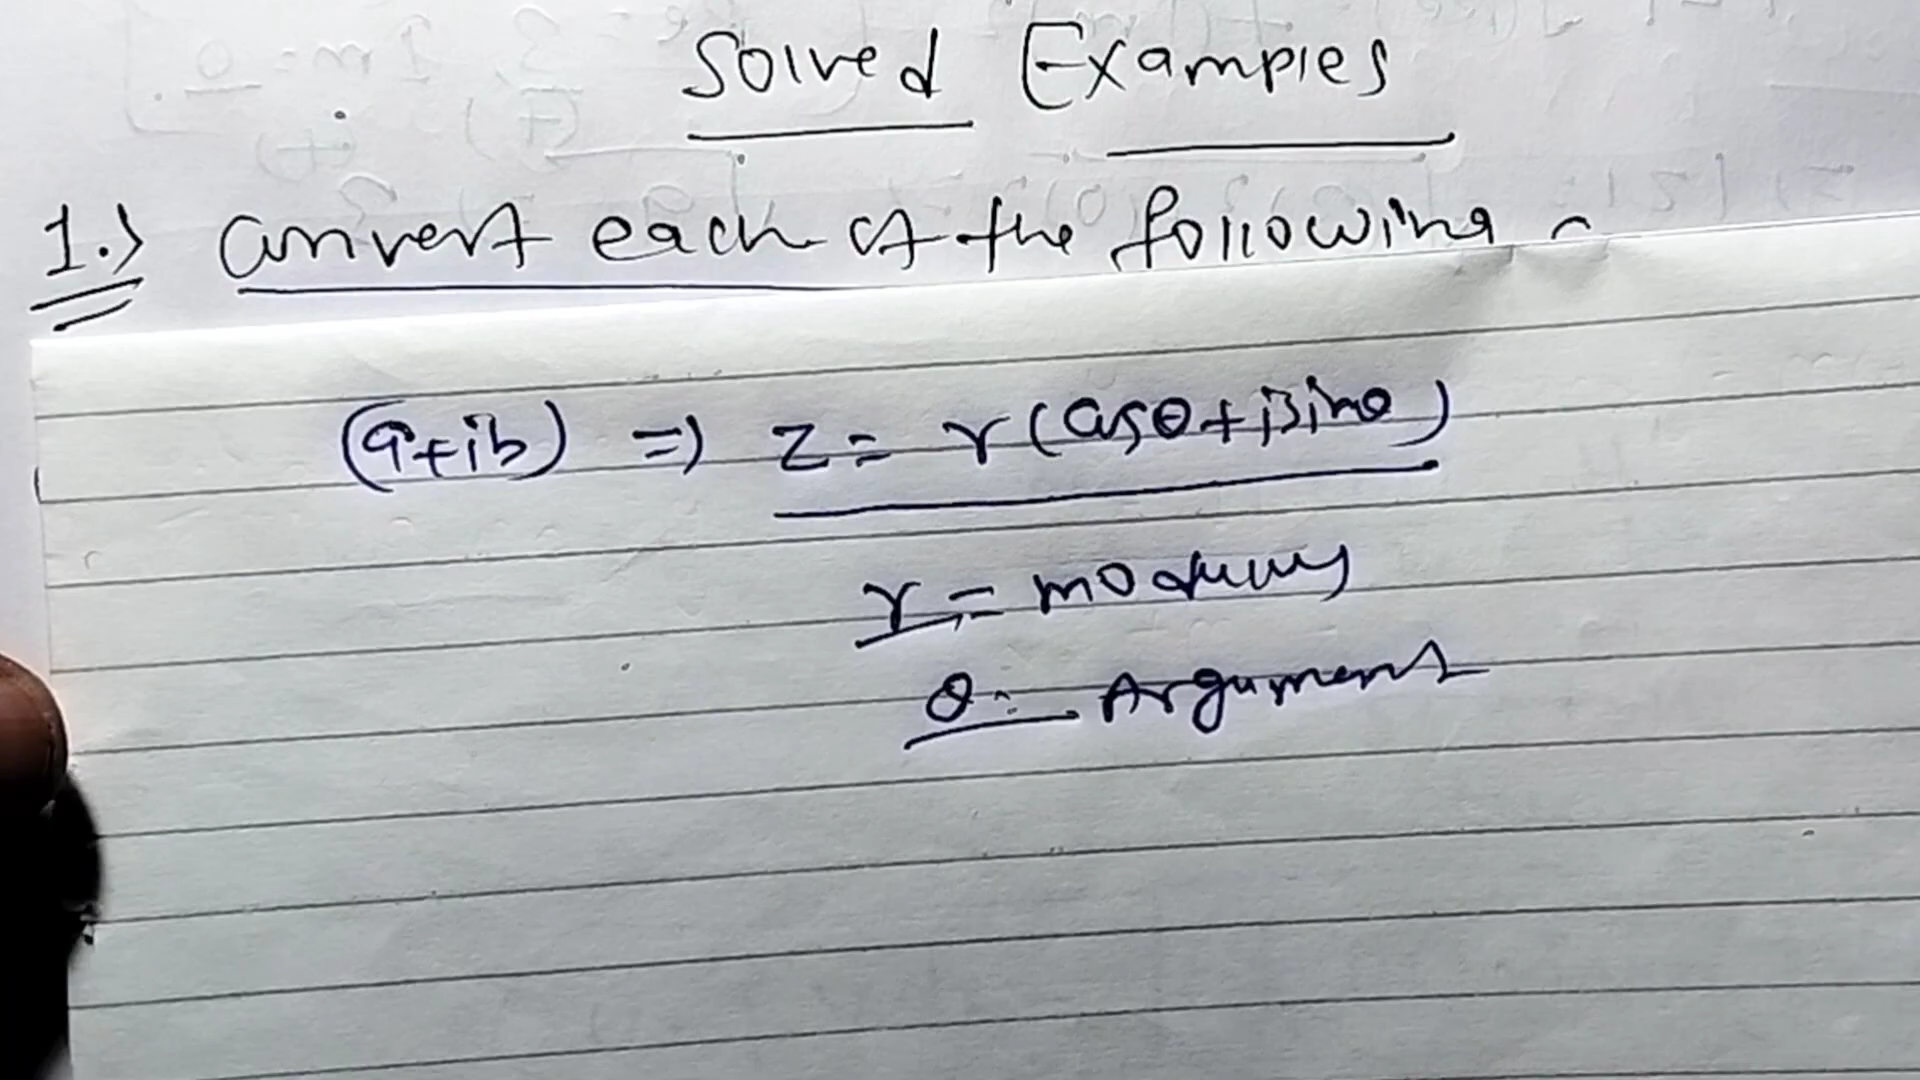 Solved Examples
1.) Convert each of the following
(a+ib) => z = r(cosθ+isinθ)
r = modulus
θ = Argument